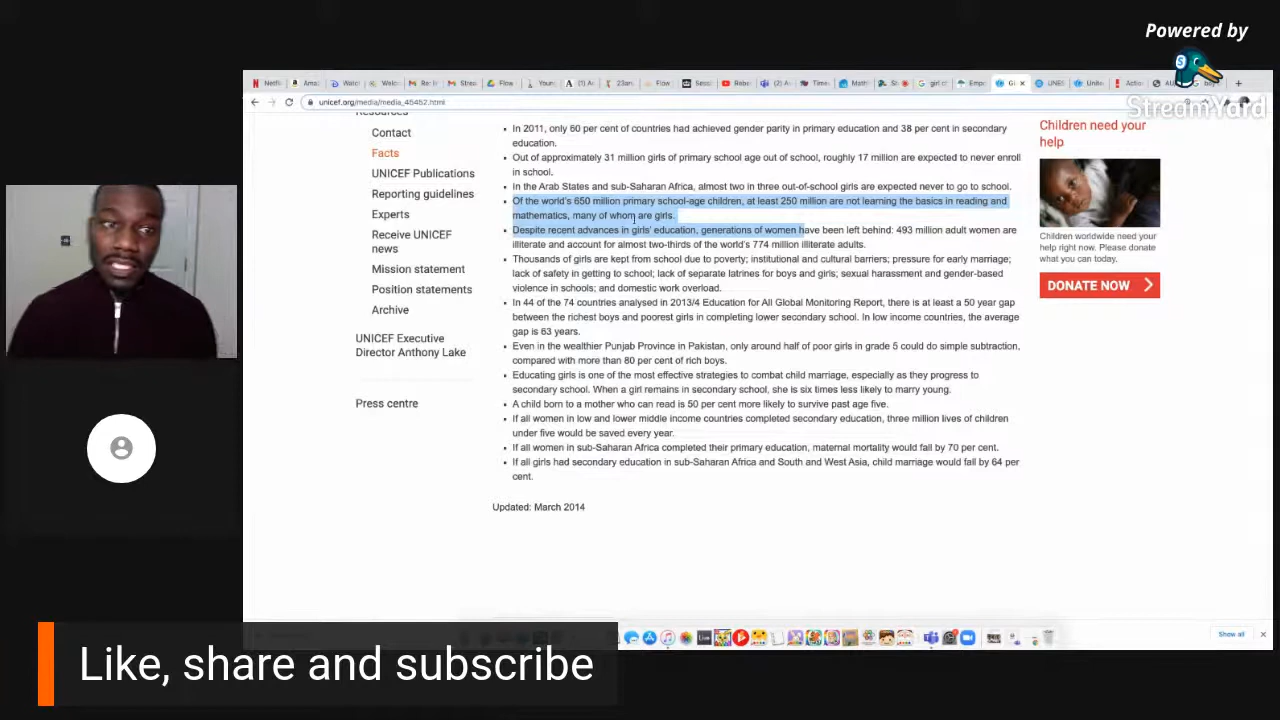 Powered by
StreamYard
unicef.org/media/media_45452.html
Resources
Contact
Facts
UNICEF Publications
Reporting guidelines
Experts
Receive UNICEF
news
Mission statement
Position statements
Archive
UNICEF Executive
Director Anthony Lake
Press centre
In 2011, only 60 per cent of countries had achieved gender parity in primary education and 38 per cent in secondary
education.
Out of approximately 31 million girls of primary school age out of school, roughly 17 million are expected to never enroll
in school.
In the Arab States and sub-Saharan Africa, almost two in three out-of-school girls are expected never to go to school.
Of the world's 650 million primary school-age children, at least 250 million are not learning the basics in reading and
mathematics, many of whom are girls.
Despite recent advances in girls' education, generations of women have been left behind: 493 million adult women are
illiterate and account for almost two-thirds of the world's 774 million illiterate adults.
Thousands of girls are kept from school due to poverty; institutional and cultural barriers; pressure for early marriage;
lack of safety in getting to school; lack of separate latrines for boys and girls; sexual harassment and gender-based
violence in schools; and domestic work overload.
In 44 of the 74 countries analysed in 2013/4 Education for All Global Monitoring Report, there is at least a 50 year gap
between the richest boys and poorest girls in completing lower secondary school. In low income countries, the average
gap is 63 years.
Even in the wealthier Punjab Province in Pakistan, only around half of poor girls in grade 5 could do simple subtraction,
compared with more than 80 per cent of rich boys.
Educating girls is one of the most effective strategies to combat child marriage, especially as they progress to
secondary school. When a girl remains in secondary school, she is six times less likely to marry young.
A child born to a mother who can read is 50 per cent more likely to survive past age five.
If all women in low and lower middle income countries completed secondary education, three million lives of children
under five would be saved every year.
If all women in sub-Saharan Africa completed their primary education, maternal mortality would fall by 70 per cent.
If all girls had secondary education in sub-Saharan Africa and South and West Asia, child marriage would fall by 64 per
cent.
Updated: March 2014
Children need your
help
Children worldwide need your
help right now. Please donate
what you can today.
DONATE NOW
Show all
Like, share and subscribe